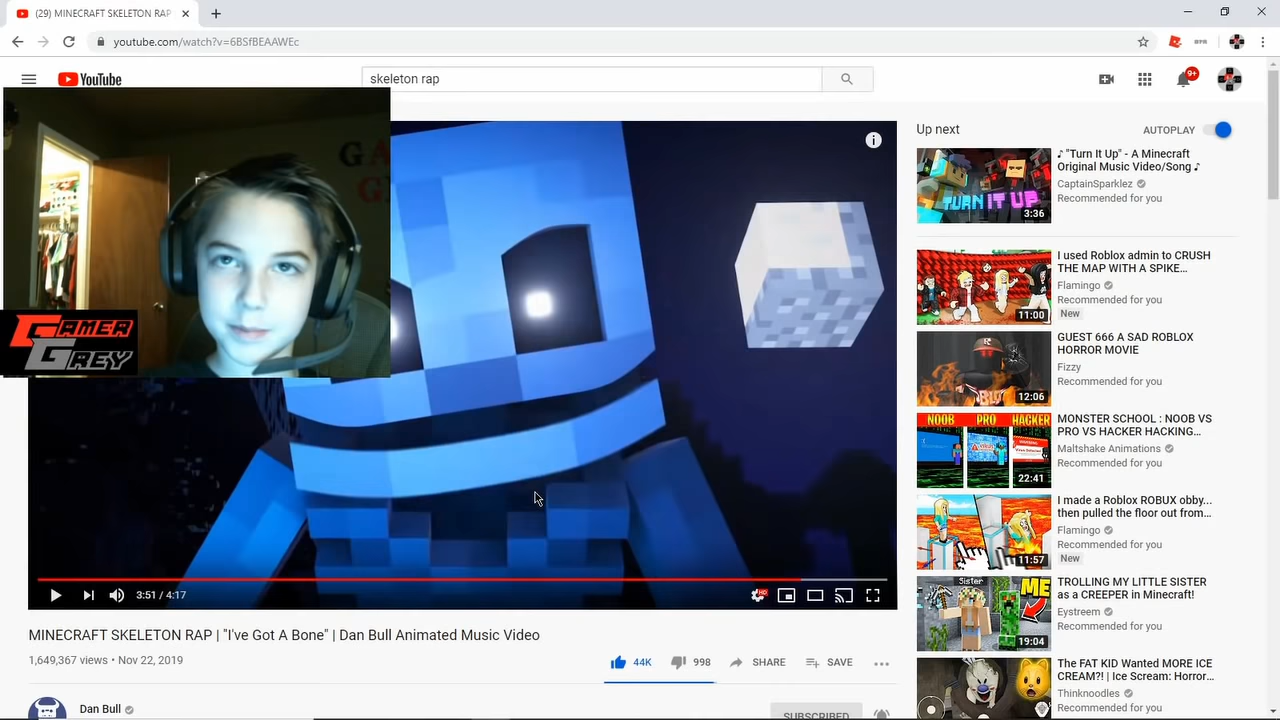 (29) MINECRAFT SKELETON RAP
youtube.com/watch?v=6BSfBEAAWEc
YouTube
skeleton rap
9+
GAMER
GREY
3:51 / 4:17
MINECRAFT SKELETON RAP | "I've Got A Bone" | Dan Bull Animated Music Video
1,649,367 views • Nov 22, 2019
44K
998
SHARE
SAVE
Dan Bull
SUBSCRIBED
Up next
AUTOPLAY
TURN IT UP
3:36
♪ "Turn It Up" - A Minecraft
Original Music Video/Song ♪
CaptainSparklez
Recommended for you
11:00
I used Roblox admin to CRUSH
THE MAP WITH A SPIKE...
Flamingo
Recommended for you
New
12:06
GUEST 666 A SAD ROBLOX
HORROR MOVIE
Fizzy
Recommended for you
NOOB PRO HACKER
22:41
MONSTER SCHOOL : NOOB VS
PRO VS HACKER HACKING...
Maltshake Animations
Recommended for you
11:57
I made a Roblox ROBUX obby...
then pulled the floor out from...
Flamingo
Recommended for you
New
Sister
ME
19:04
TROLLING MY LITTLE SISTER
as a CREEPER in Minecraft!
Eystreem
Recommended for you
The FAT KID Wanted MORE ICE
CREAM?! | Ice Scream: Horror...
Thinknoodles
Recommended for you